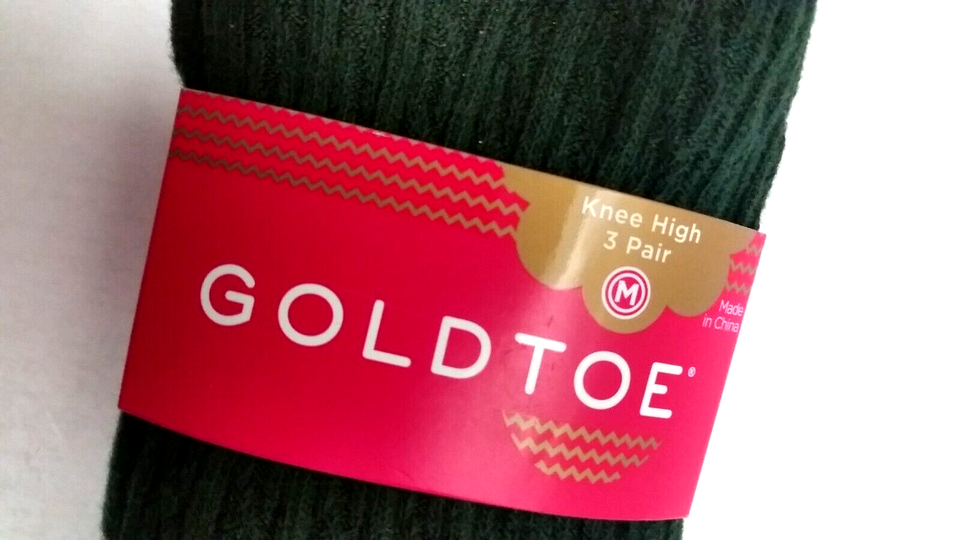 Knee High
3 Pair
M
Made
in China
GOLDTOE®